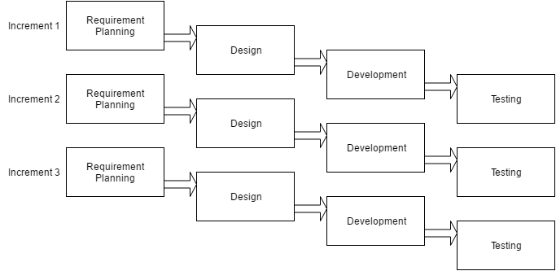 Increment 1
Requirement
Planning
Design
Development
Testing
Increment 2
Requirement
Planning
Design
Development
Testing
Increment 3
Requirement
Planning
Design
Development
Testing